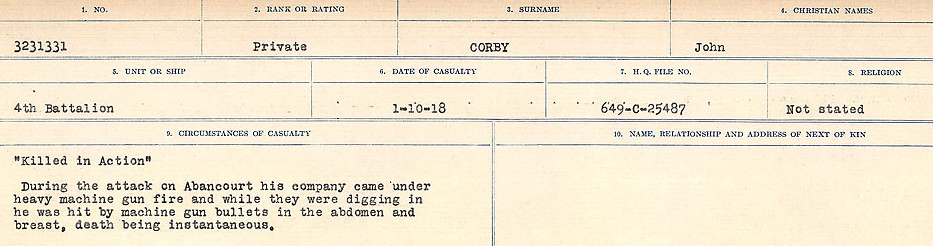 1. NO. 2. RANK OR RATING 3. SURNAME 4. CHRISTIAN NAMES
3231331 Private CORBY John
5. UNIT OR SHIP 6. DATE OF CASUALTY 7. H.Q. FILE NO. 8. RELIGION
4th Battalion 1-10-18 649-C-25487 Not stated
9. CIRCUMSTANCES OF CASUALTY 10. NAME, RELATIONSHIP AND ADDRESS OF NEXT OF KIN
"Killed in Action"
During the attack on Abancourt his company came under
heavy machine gun fire and while they were digging in
he was hit by machine gun bullets in the abdomen and
breast, death being instantaneous.